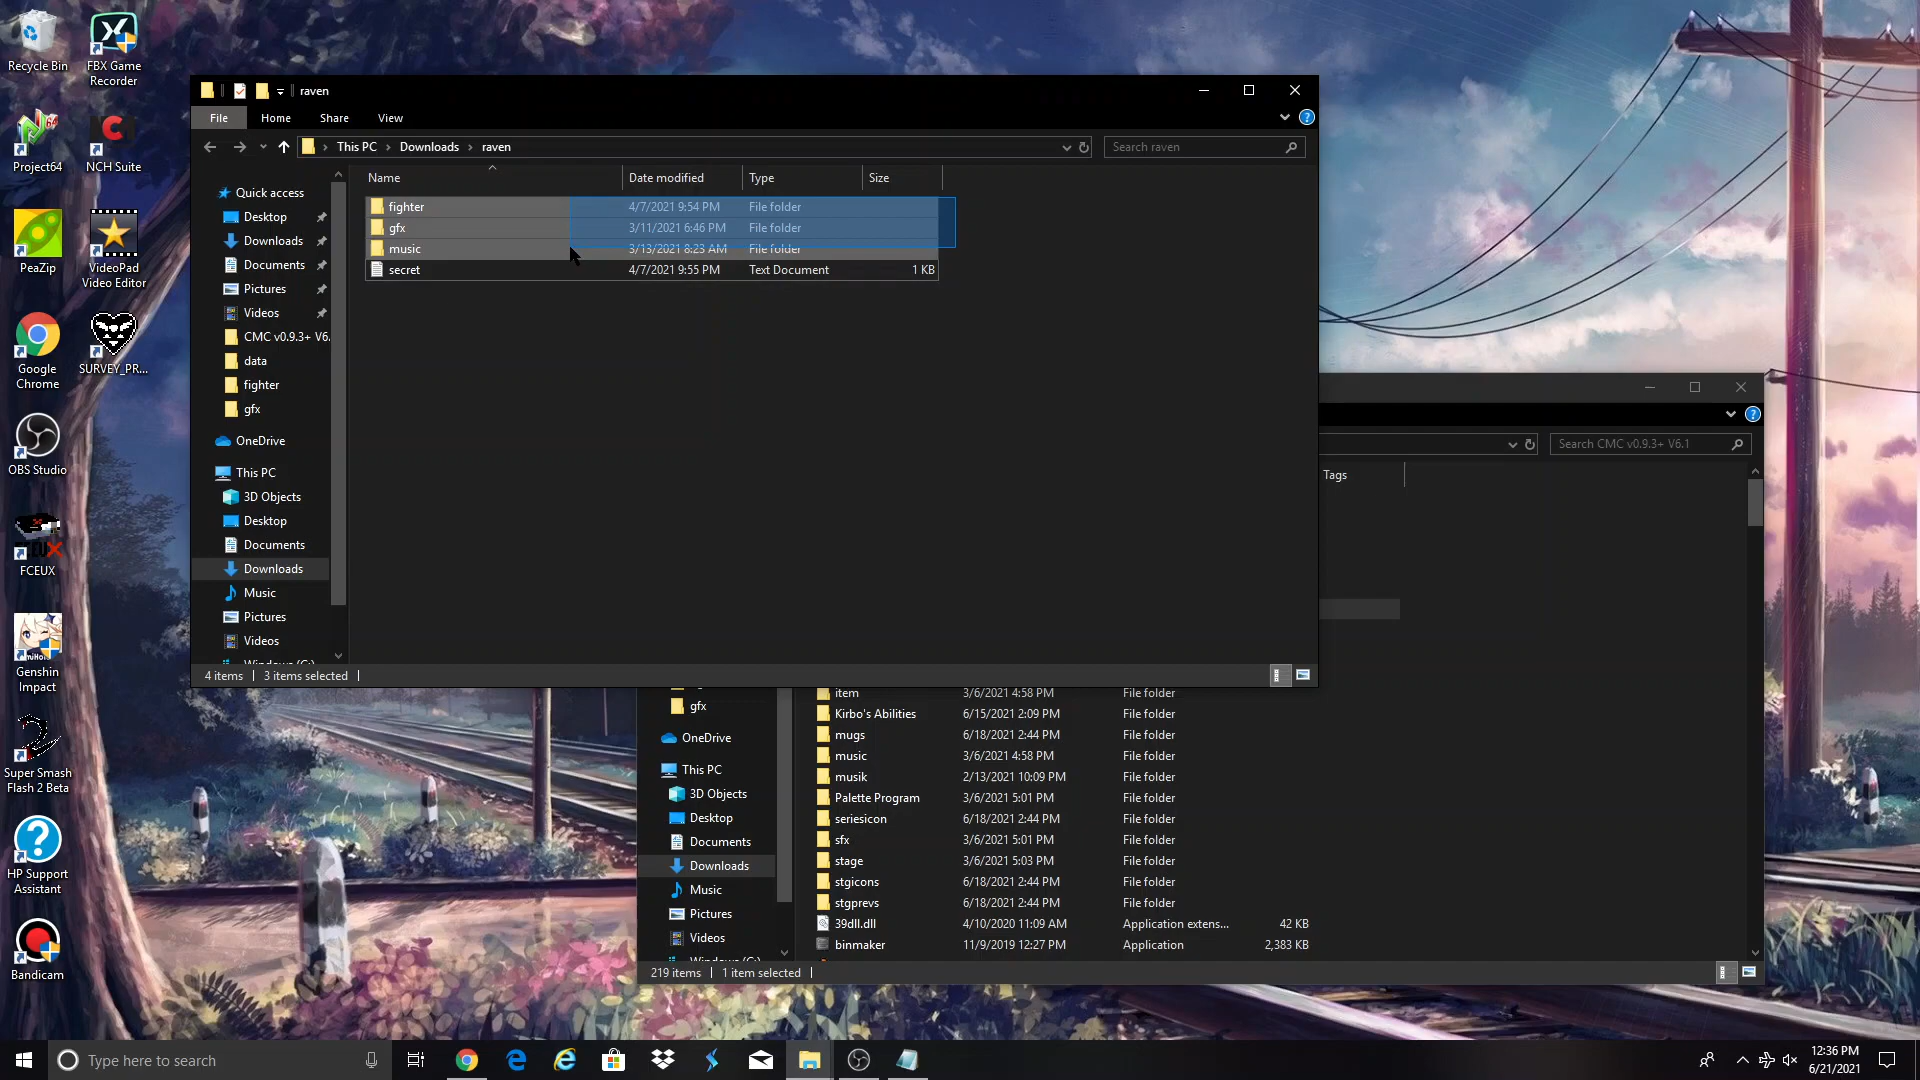 Recycle Bin
FBX Game
Recorder
Project64
NCH Suite
PeaZip
VideoPad
Video Editor
Google
Chrome
SURVEY_PR...
OBS Studio
FCEUX
Genshin
Impact
Super Smash
Flash 2 Beta
HP Support
Assistant
Bandicam
raven
File
Home
Share
View
This PC
Downloads
raven
Search raven
Quick access
Desktop
Downloads
Documents
Pictures
Videos
CMC v0.9.3+ V6.
data
fighter
gfx
OneDrive
This PC
3D Objects
Desktop
Documents
Downloads
Music
Pictures
Videos
Windows (C:)
Name Date modified Type Size
fighter 4/7/2021 9:54 PM File folder
gfx 3/11/2021 6:46 PM File folder
music 3/13/2021 8:23 AM File folder
secret 4/7/2021 9:55 PM Text Document 1 KB
4 items 3 items selected
Search CMC v0.9.3+ V6.1
Tags
gfx
OneDrive
This PC
3D Objects
Desktop
Documents
Downloads
Music
Pictures
Videos
Windows (C:)
item 3/6/2021 4:58 PM File folder
Kirbo's Abilities 6/15/2021 2:09 PM File folder
mugs 6/18/2021 2:44 PM File folder
music 3/6/2021 4:58 PM File folder
musik 2/13/2021 10:09 PM File folder
Palette Program 3/6/2021 5:01 PM File folder
seriesicon 6/18/2021 2:44 PM File folder
sfx 3/6/2021 5:01 PM File folder
stage 3/6/2021 5:03 PM File folder
stgicons 6/18/2021 2:44 PM File folder
stgprevs 6/18/2021 2:44 PM File folder
39dll.dll 4/10/2020 11:09 AM Application extens... 42 KB
binmaker 11/9/2019 12:27 PM Application 2,383 KB
219 items 1 item selected
Type here to search
12:36 PM
6/21/2021